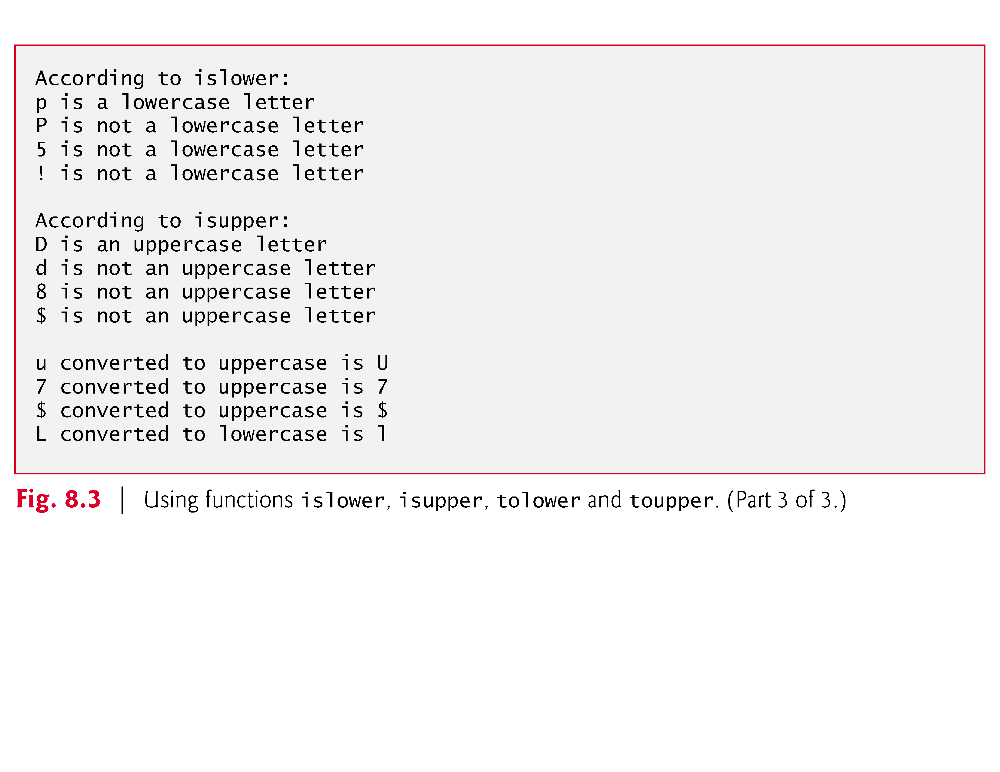 According to islower:
p is a lowercase letter
P is not a lowercase letter
5 is not a lowercase letter
! is not a lowercase letter
According to isupper:
D is an uppercase letter
d is not an uppercase letter
8 is not an uppercase letter
$ is not an uppercase letter
u converted to uppercase is U
7 converted to uppercase is 7
$ converted to uppercase is $
L converted to lowercase is l
Fig. 8.3 | Using functions islower, isupper, tolower and toupper. (Part 3 of 3.)